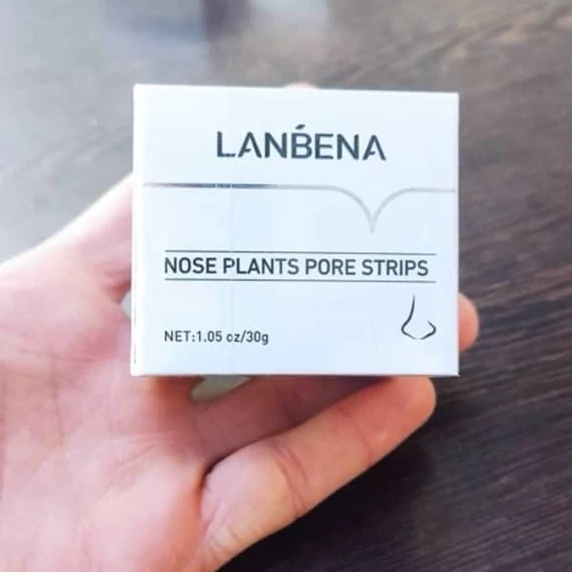 LANBENA
NOSE PLANTS PORE STRIPS
NET:1.05 oz/30g